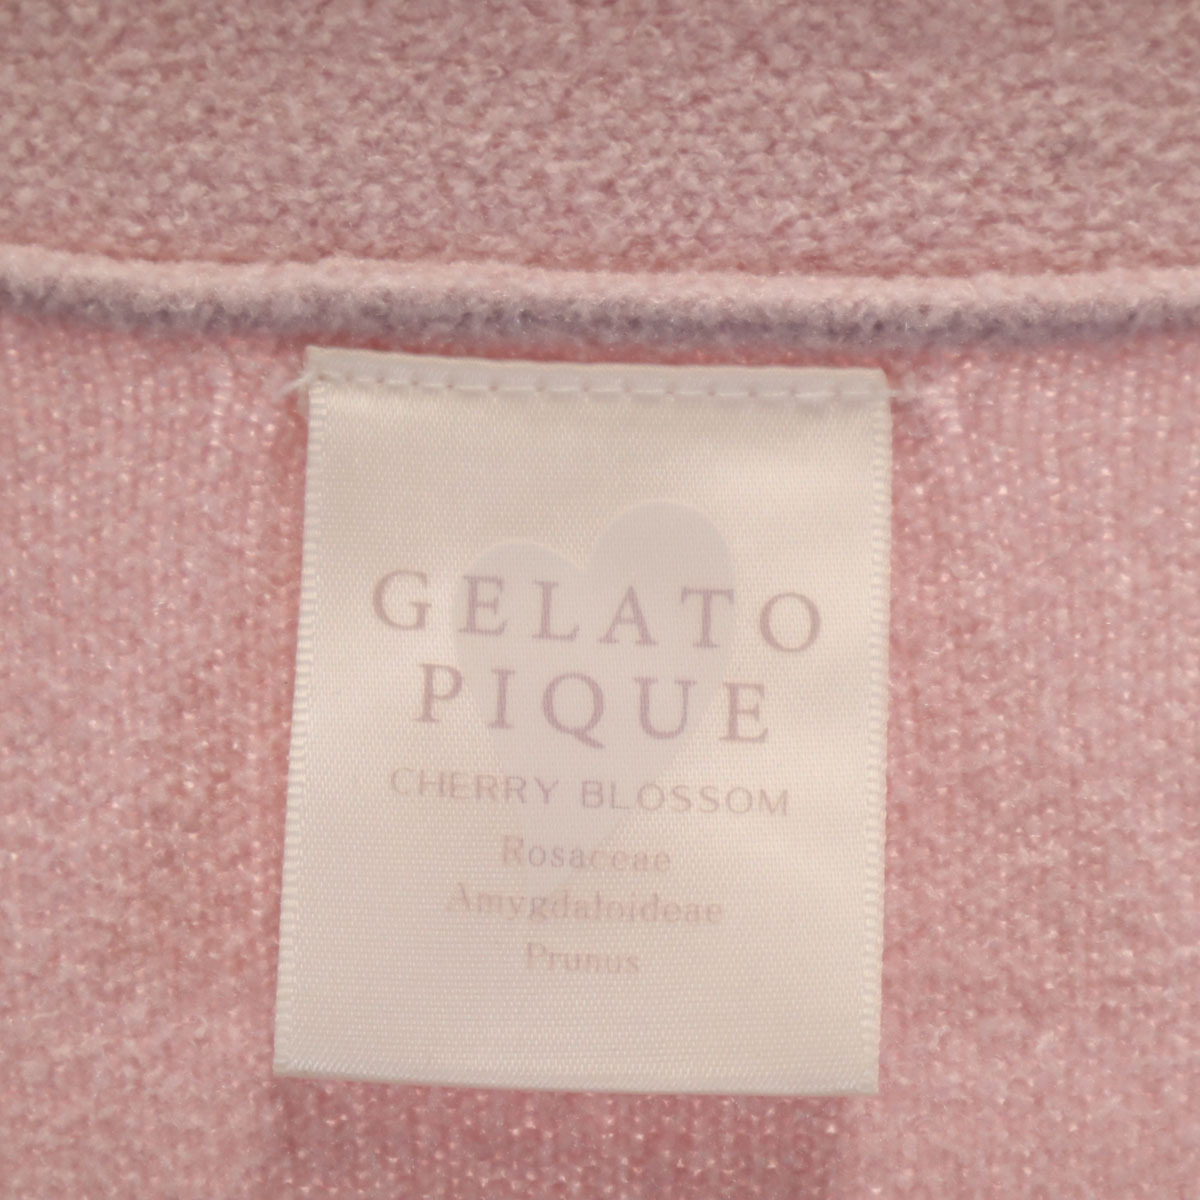 GELATO
PIQUE
CHERRY BLOSSOM
Rosaceae
Amygdaloideae
Prunus